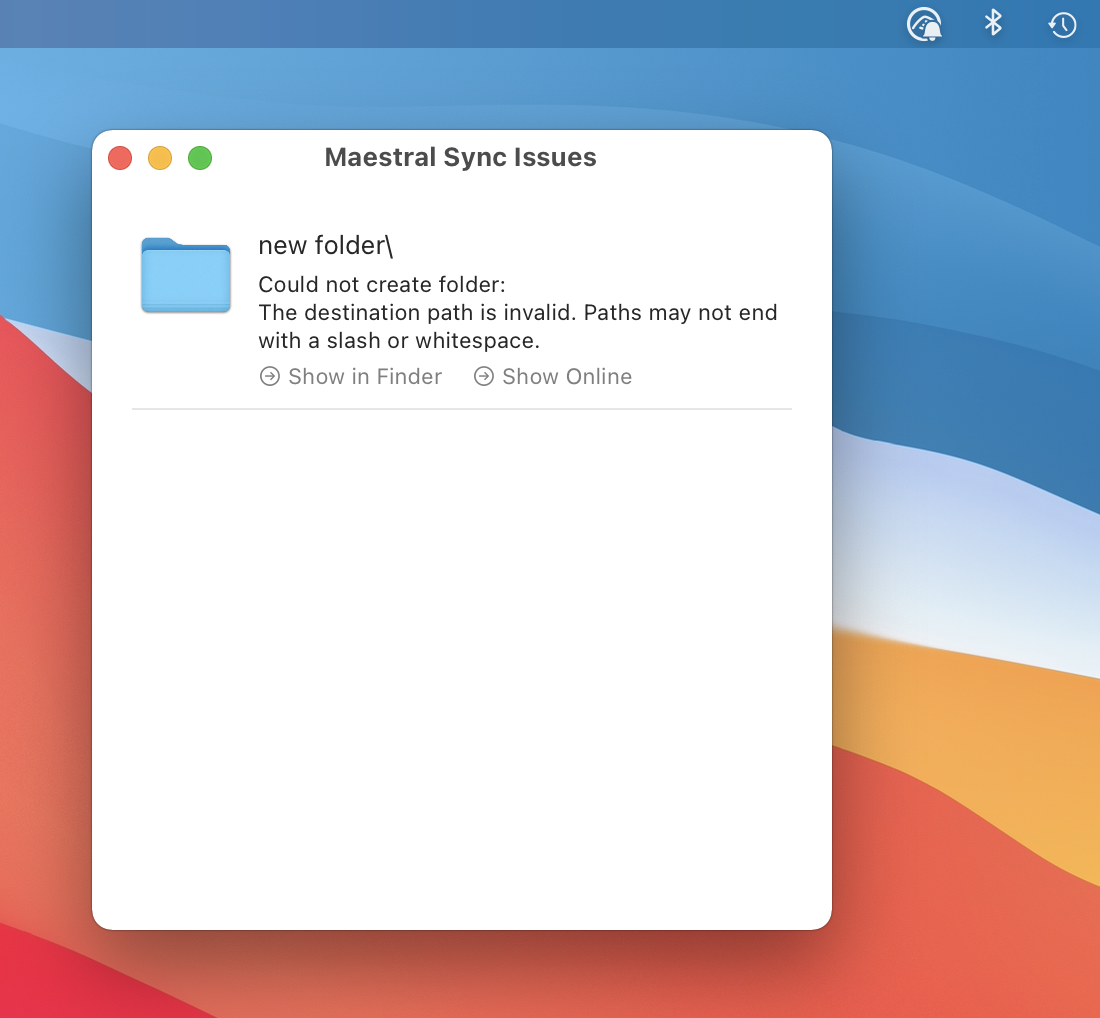 Maestral Sync Issues
new folder\
Could not create folder:
The destination path is invalid. Paths may not end
with a slash or whitespace.
Show in Finder
Show Online